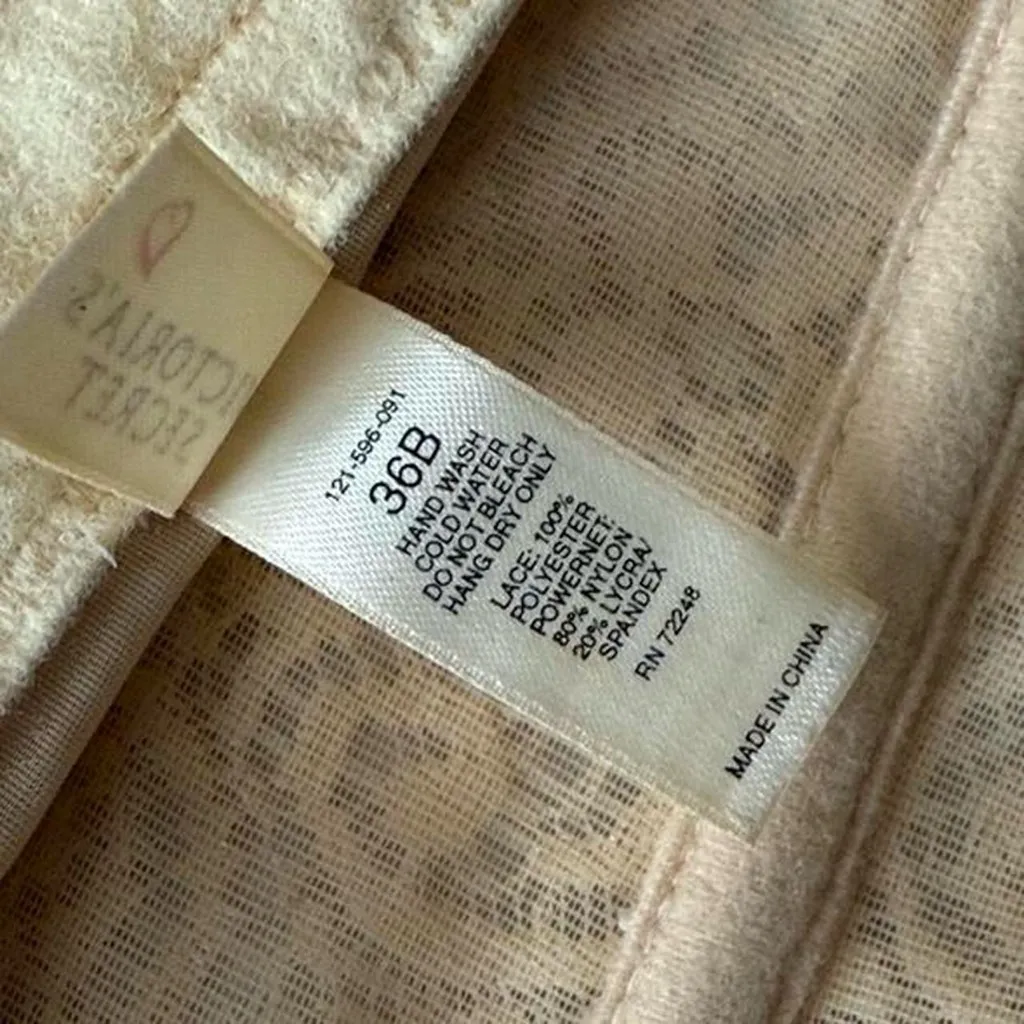 VICTORIA'S
SECRET
121-596-091
36B
HAND WASH
COLD WATER
DO NOT BLEACH
HANG DRY ONLY
LACE: 100%
POLYESTER
POWERNET:
80% NYLON
20% LYCRA/
SPANDEX
RN 72248
MADE IN CHINA